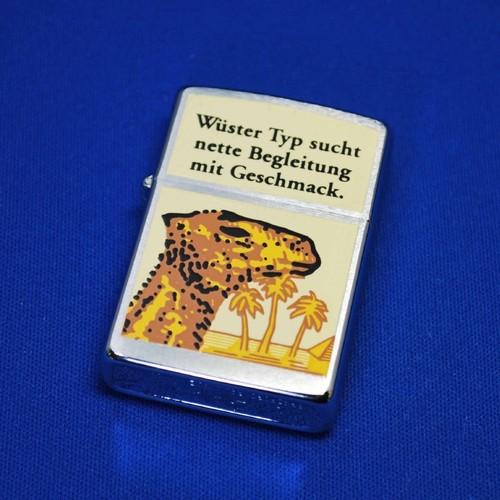 Wüster Typ sucht
nette Begleitung
mit Geschmack.